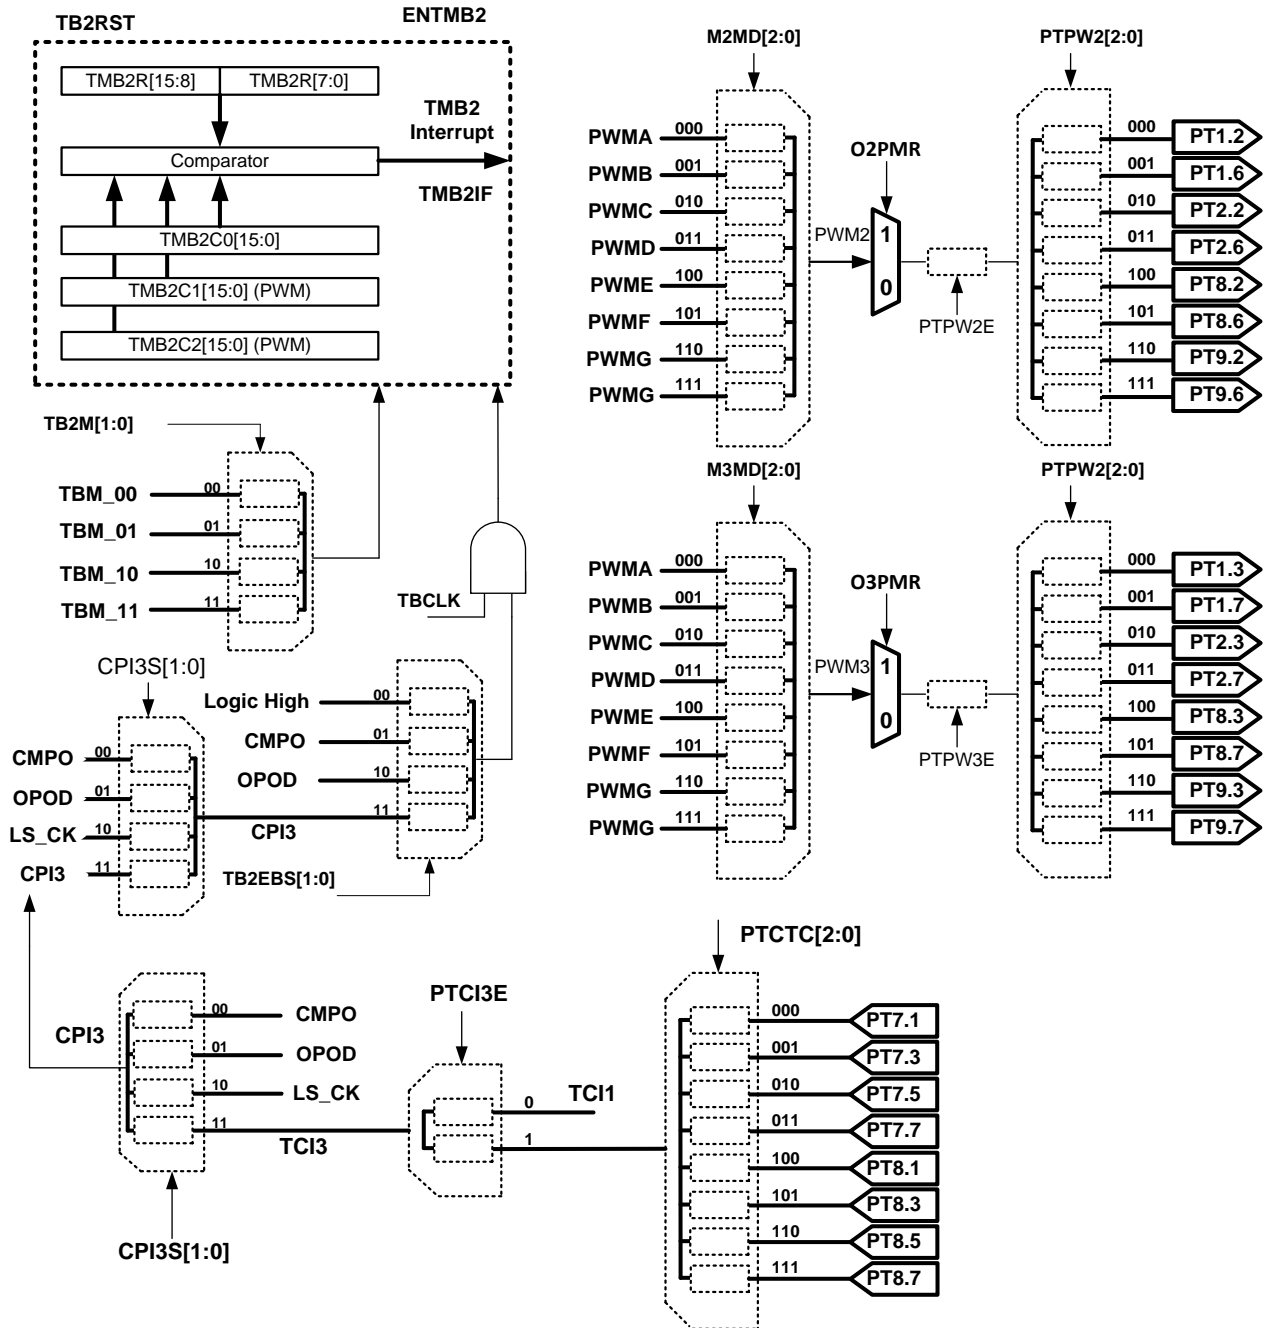 TB2RST
ENTMB2
TMB2R[15:8]
TMB2R[7:0]
TMB2
Interrupt
Comparator
TMB2IF
TMB2C0[15:0]
TMB2C1[15:0] (PWM)
TMB2C2[15:0] (PWM)
TB2M[1:0]
TBM_00
00
TBM_01
01
TBM_10
10
TBM_11
11
TBCLK
CPI3S[1:0]
Logic High
00
CMPO
01
OPOD
10
CPI3
11
TB2EBS[1:0]
CMPO
00
OPOD
01
LS_CK
10
CPI3
11
M2MD[2:0]
PWMA
000
PWMB
001
PWMC
010
PWMD
011
PWME
100
PWMF
101
PWMG
110
PWMG
111
PWM2
O2PMR
1
0
PTPW2E
PTPW2[2:0]
000
PT1.2
001
PT1.6
010
PT2.2
011
PT2.6
100
PT8.2
101
PT8.6
110
PT9.2
111
PT9.6
M3MD[2:0]
PWMA
000
PWMB
001
PWMC
010
PWMD
011
PWME
100
PWMF
101
PWMG
110
PWMG
111
PWM3
O3PMR
1
0
PTPW3E
PTPW2[2:0]
000
PT1.3
001
PT1.7
010
PT2.3
011
PT2.7
100
PT8.3
101
PT8.7
110
PT9.3
111
PT9.7
CPI3
00
CMPO
01
OPOD
10
LS_CK
11
TCI3
CPI3S[1:0]
PTCI3E
0
TCI1
1
PTCTC[2:0]
000
PT7.1
001
PT7.3
010
PT7.5
011
PT7.7
100
PT8.1
101
PT8.3
110
PT8.5
111
PT8.7